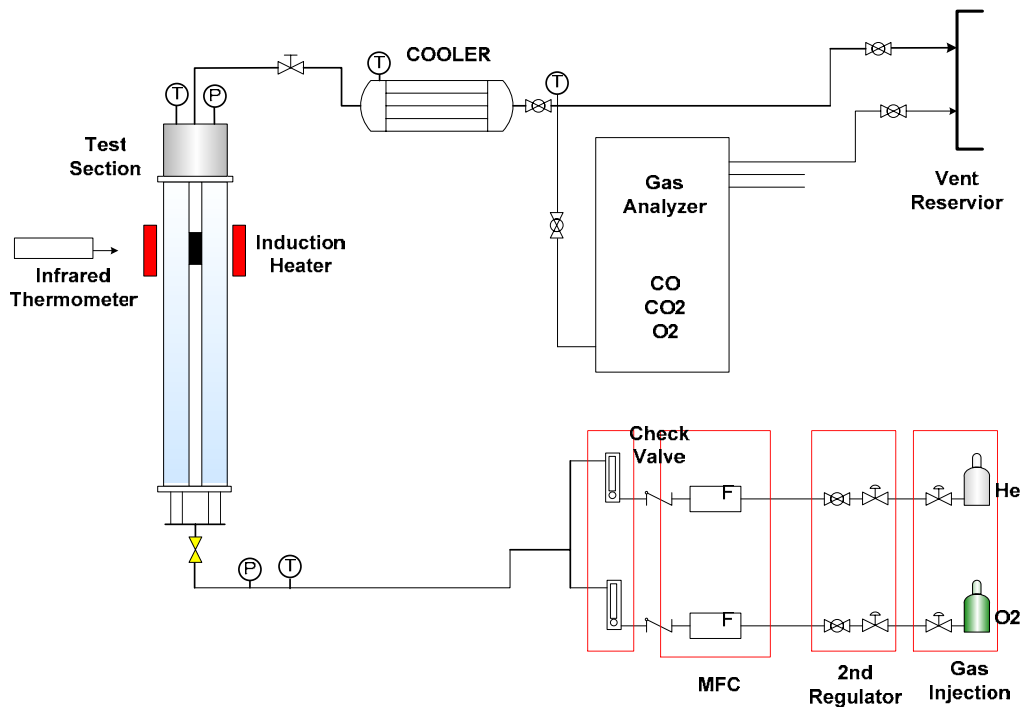 COOLER
T
T
T
P
Test
Section
Gas
Analyzer
CO
CO2
O2
Vent
Reservior
Induction
Heater
Infrared
Thermometer
Check
Valve
F
He
P
T
F
O2
MFC
2nd
Regulator
Gas
Injection